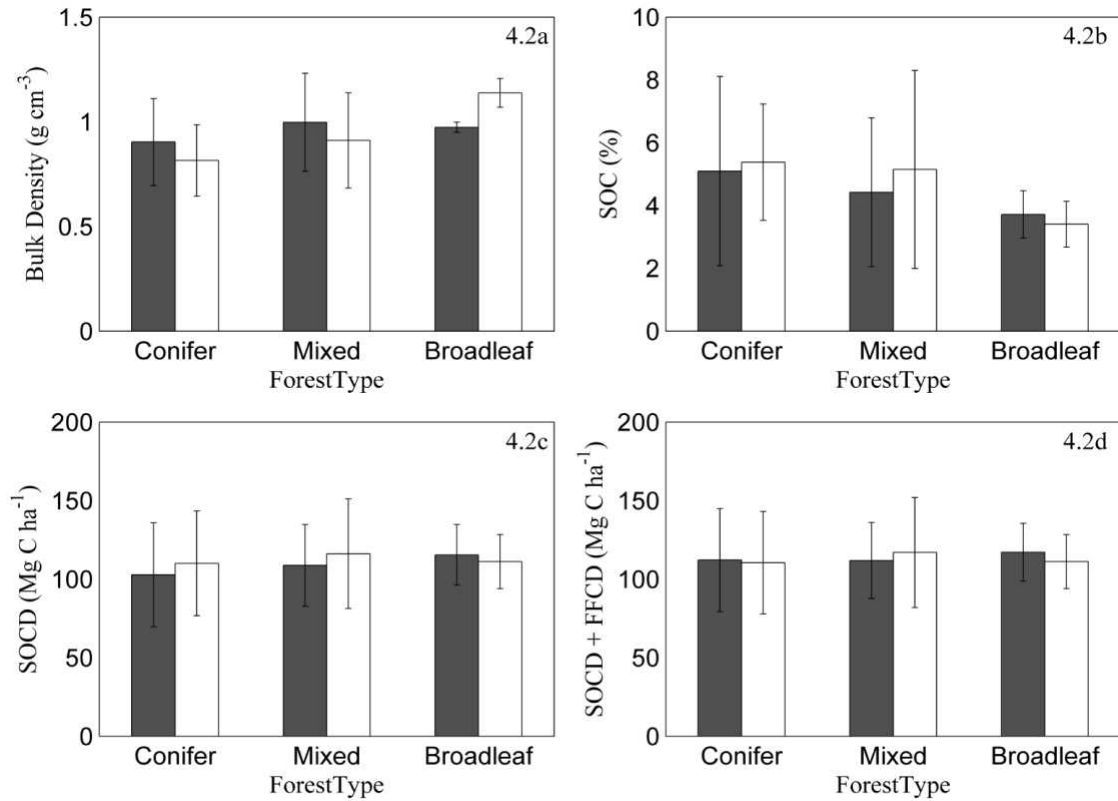 4.2a
Bulk Density (g cm⁻³)
1.5
1
0.5
0
Conifer Mixed Broadleaf
ForestType
4.2b
SOC (%)
10
8
6
4
2
0
Conifer Mixed Broadleaf
ForestType
4.2c
SOCD (Mg C ha⁻¹)
200
150
100
50
0
Conifer Mixed Broadleaf
ForestType
4.2d
SOCD + FFCD (Mg C ha⁻¹)
200
150
100
50
0
Conifer Mixed Broadleaf
ForestType